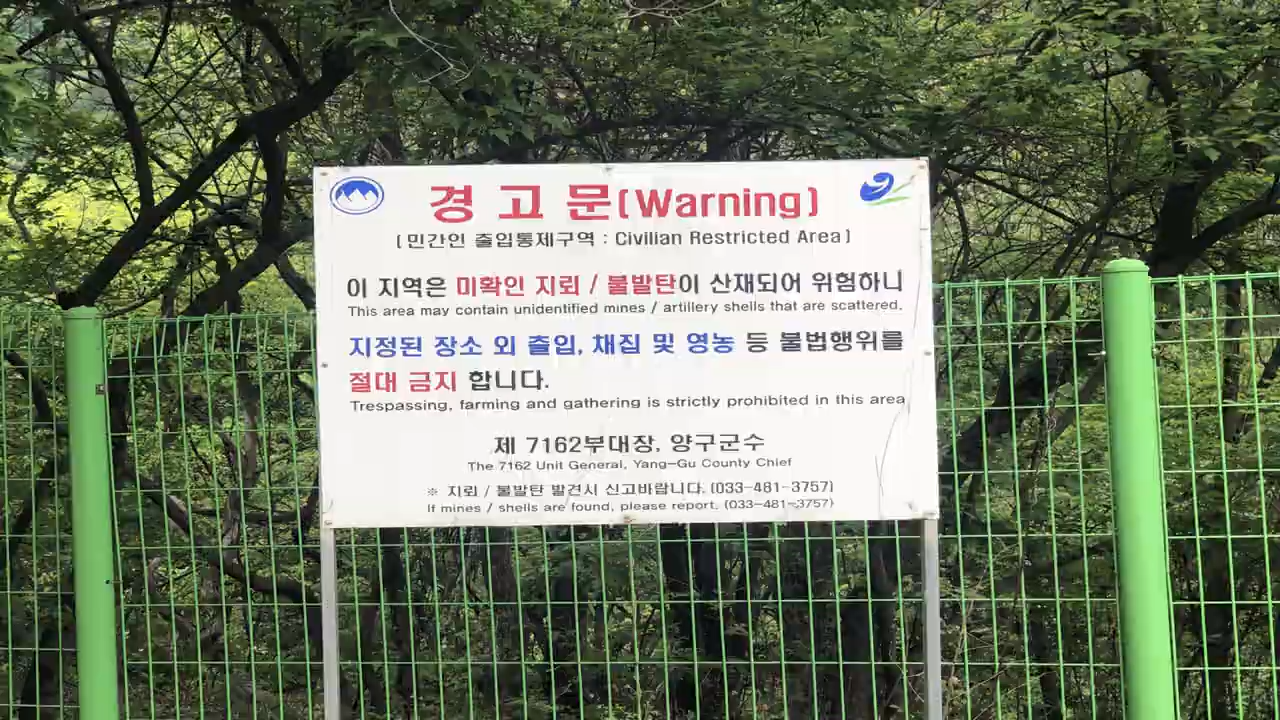 경고문(Warning)
(민간인 출입통제구역 : Civilian Restricted Area)
이 지역은 미확인 지뢰 / 불발탄이 산재되어 위험하니
This area may contain unidentified mines / artillery shells that are scattered.
지정된 장소 외 출입, 채집 및 영농 등 불법행위를
절대 금지 합니다.
Trespassing, farming and gathering is strictly prohibited in this area
제 7162부대장, 양구군수
The 7162 Unit General, Yang-Gu County Chief
※ 지뢰 / 불발탄 발견시 신고바랍니다. (033-481-3757)
If mines / shells are found, please report. (033-481-3757)